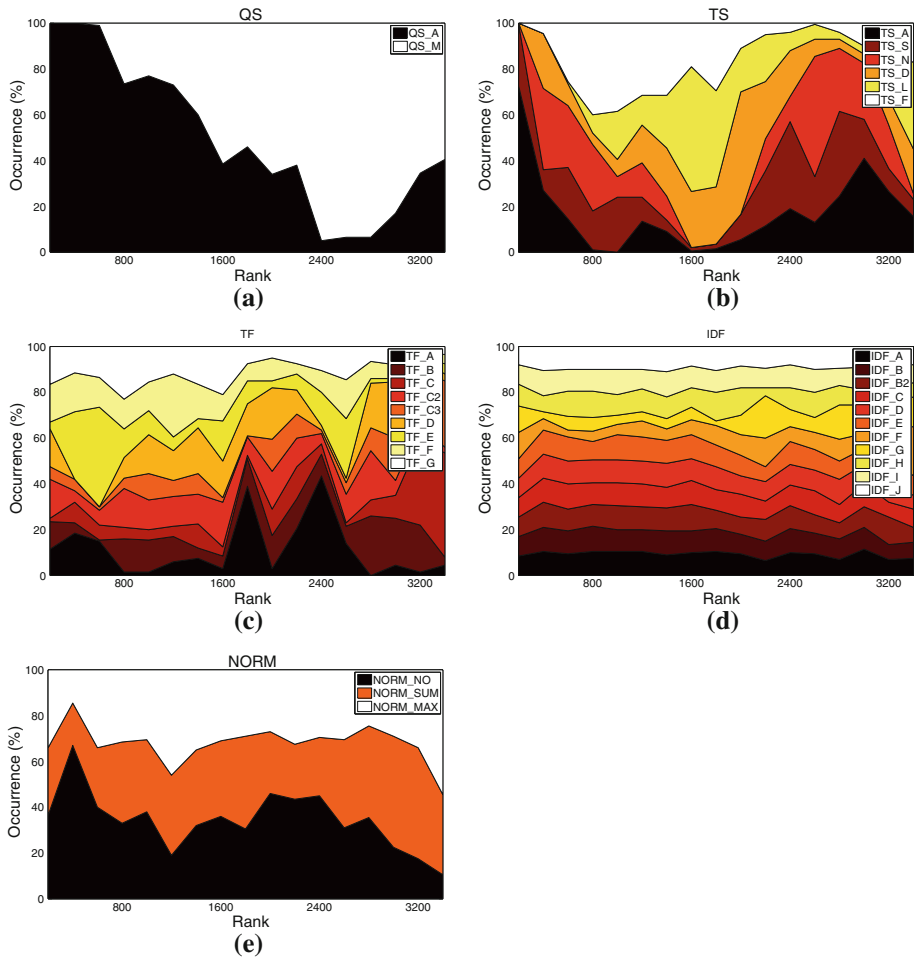 QS
100
80
60
40
20
0
Occurrence (%)
QS_A
QS_M
800
1600
2400
3200
Rank
(a)
TS
100
80
60
40
20
0
Occurrence (%)
TS_A
TS_S
TS_N
TS_D
TS_L
TS_F
800
1600
2400
3200
Rank
(b)
TF
100
80
60
40
20
0
Occurrence (%)
TF_A
TF_B
TF_C
TF_C2
TF_C3
TF_D
TF_E
TF_F
TF_G
800
1600
2400
3200
Rank
(c)
IDF
100
80
60
40
20
0
Occurrence (%)
IDF_A
IDF_B
IDF_B2
IDF_C
IDF_D
IDF_E
IDF_F
IDF_G
IDF_H
IDF_I
IDF_J
800
1600
2400
3200
Rank
(d)
NORM
100
80
60
40
20
0
Occurrence (%)
NORM_NO
NORM_SUM
NORM_MAX
800
1600
2400
3200
Rank
(e)